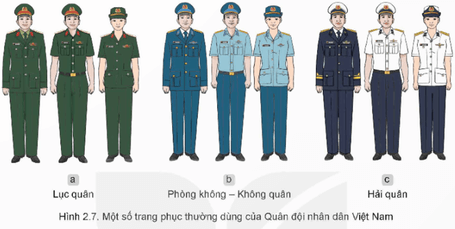 a
b
c
Lục quân
Phòng không – Không quân
Hải quân
Hình 2.7. Một số trang phục thường dùng của Quân đội nhân dân Việt Nam